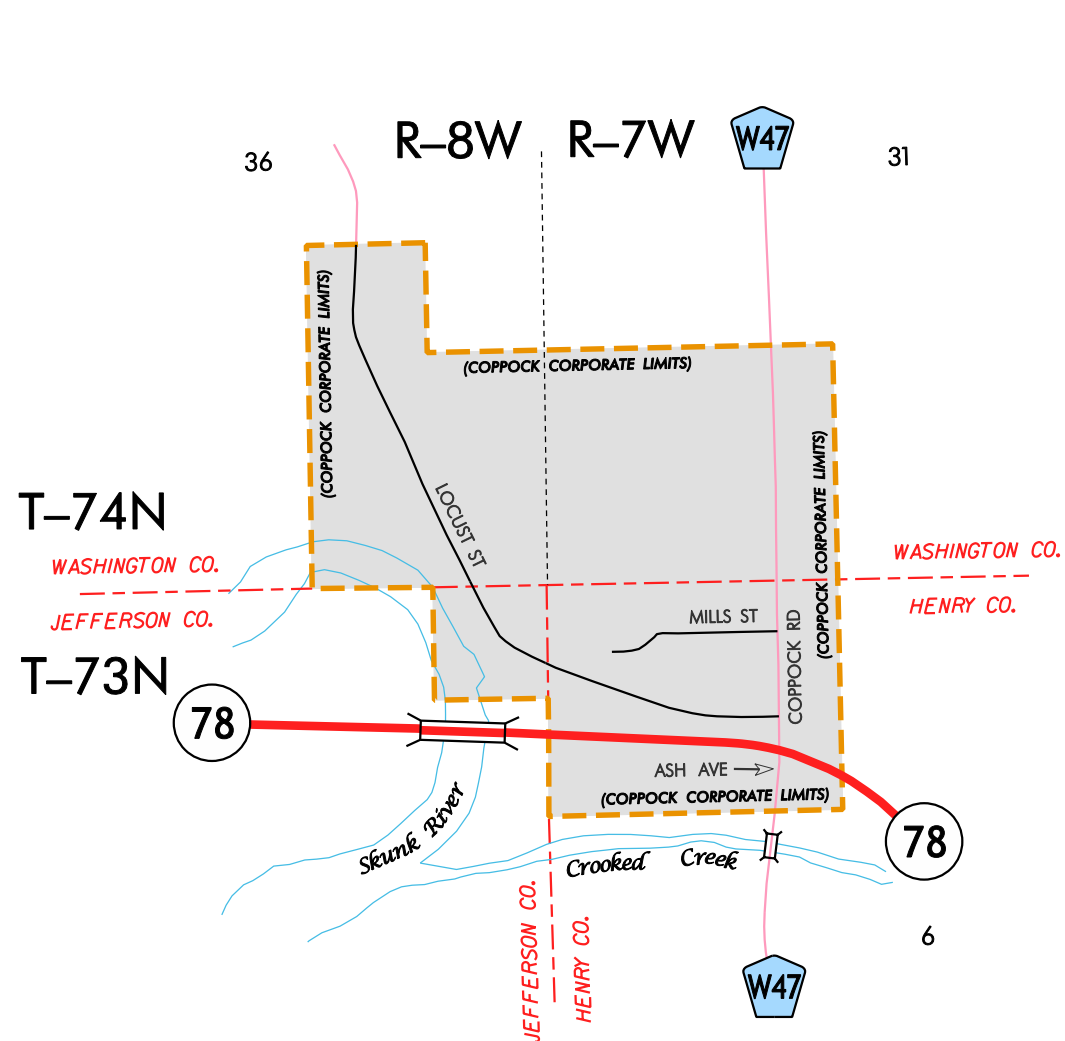 R–8W
R–7W
W47
36
31
(COPPOCK CORPORATE LIMITS)
(COPPOCK CORPORATE LIMITS)
(COPPOCK CORPORATE LIMITS)
LOCUST ST
T–74N
WASHINGTON CO.
WASHINGTON CO.
JEFFERSON CO.
HENRY CO.
MILLS ST
COPPOCK RD
T–73N
78
ASH AVE
(COPPOCK CORPORATE LIMITS)
Skunk River
Crooked Creek
78
JEFFERSON CO.
HENRY CO.
6
W47